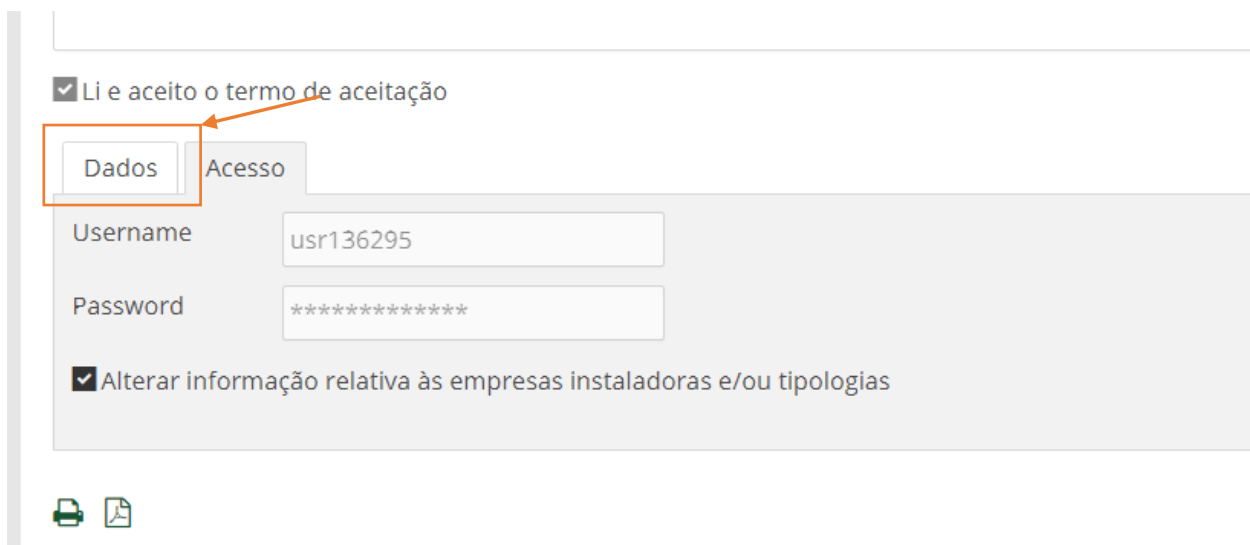 Li e aceito o termo de aceitação
Dados Acesso
Username usr136295
Password *************
Alterar informação relativa às empresas instaladoras e/ou tipologias